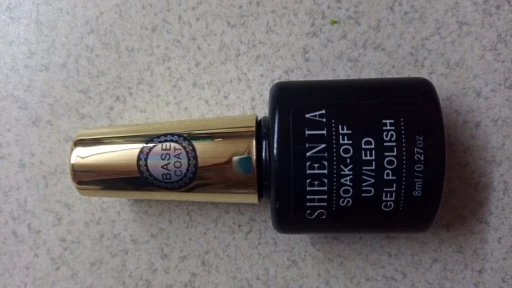 BASE
COAT
SHEENIA
SOAK-OFF
UV/LED
GEL POLISH
8ml / 0.27oz